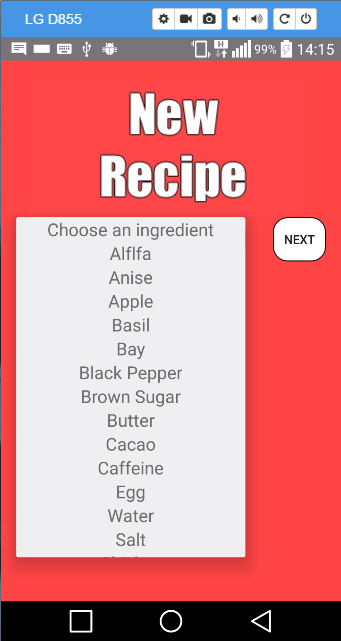 LG D855
H
99% 14:15
New
Recipe
Choose an ingredient
NEXT
Alflfa
Anise
Apple
Basil
Bay
Black Pepper
Brown Sugar
Butter
Cacao
Caffeine
Egg
Water
Salt